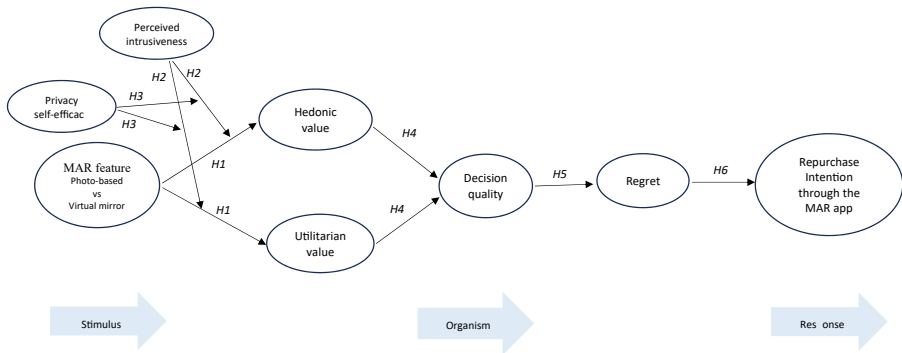 Perceived
intrusiveness
H2
H2
Privacy
self-efficac
H3
H3
Hedonic
value
H4
MAR feature
Photo-based
vs
Virtual mirror
H1
H1
Decision
quality
H5
Regret
H6
Repurchase
Intention
through the
MAR app
H4
Utilitarian
value
Stimulus
Organism
Res onse